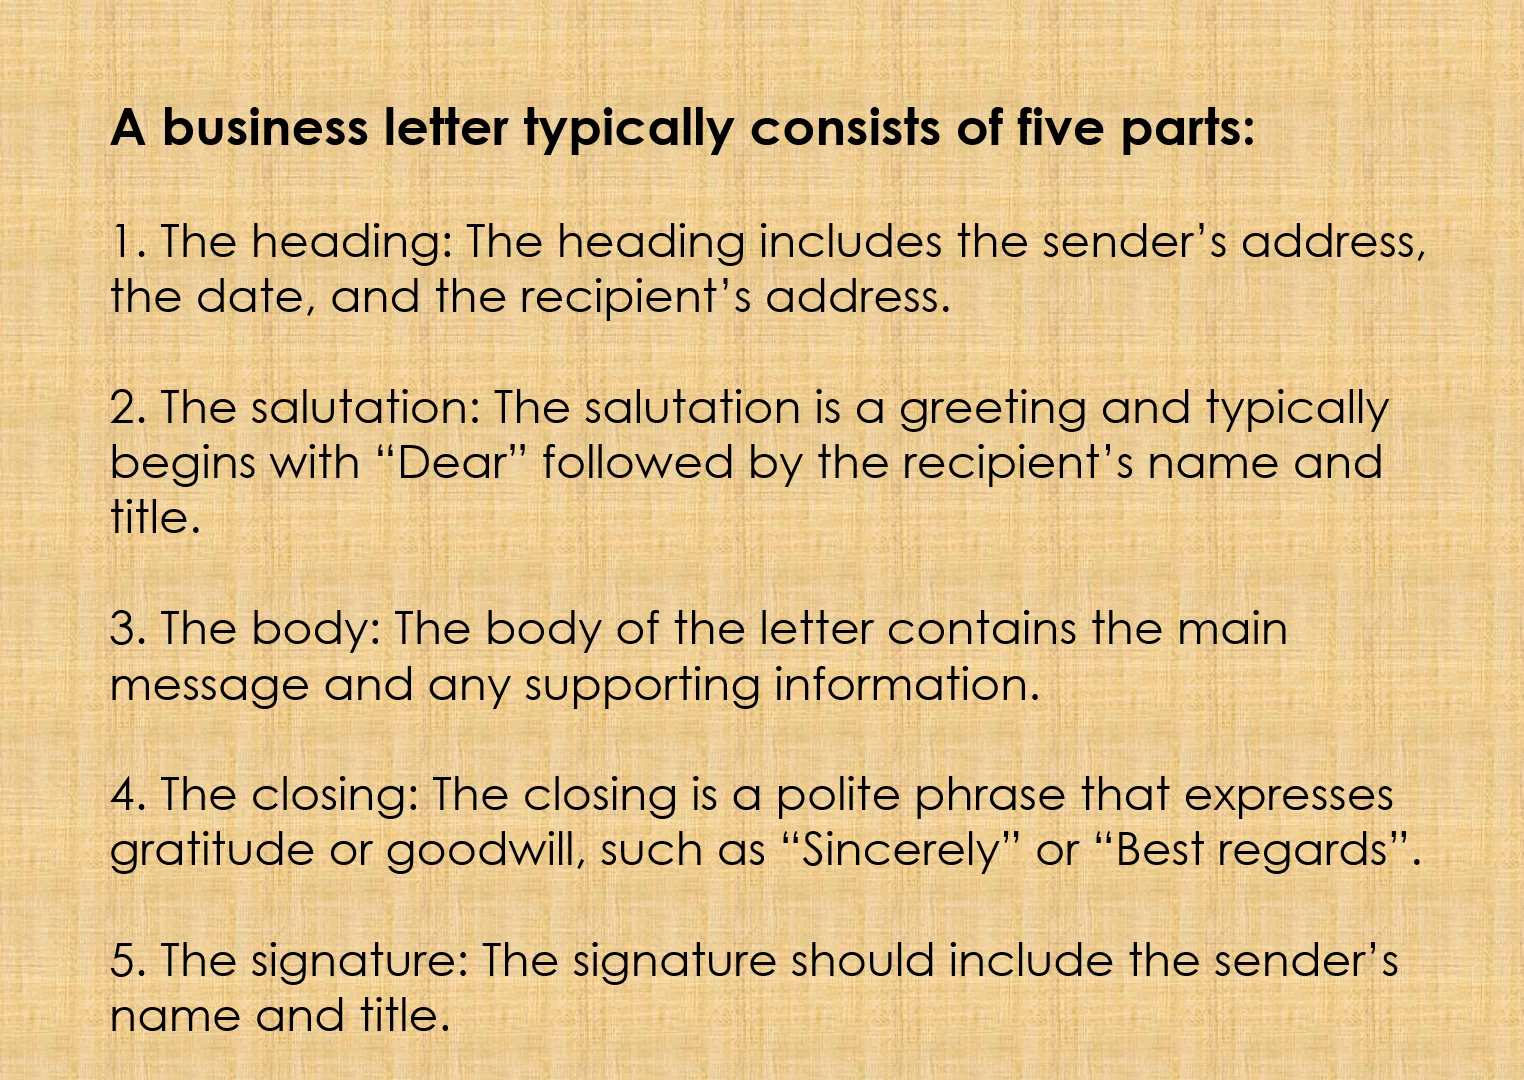 A business letter typically consists of five parts:
1. The heading: The heading includes the sender’s address,
the date, and the recipient’s address.
2. The salutation: The salutation is a greeting and typically
begins with “Dear” followed by the recipient’s name and
title.
3. The body: The body of the letter contains the main
message and any supporting information.
4. The closing: The closing is a polite phrase that expresses
gratitude or goodwill, such as “Sincerely” or “Best regards”.
5. The signature: The signature should include the sender’s
name and title.